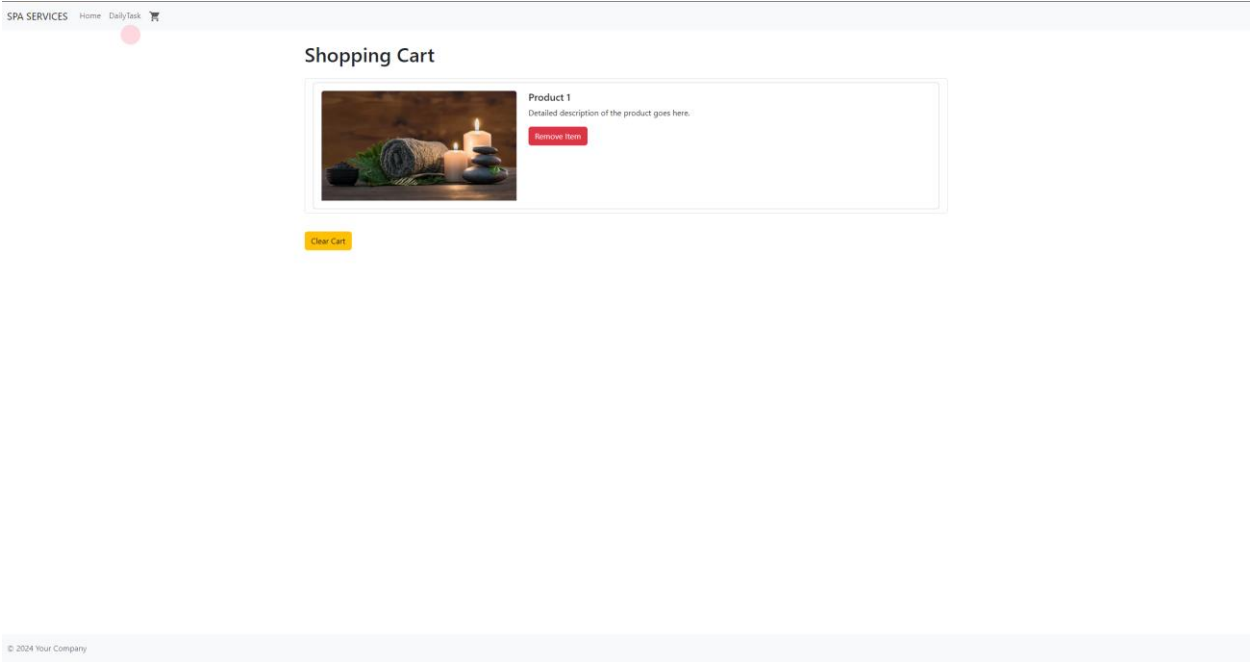 SPA SERVICES Home DailyTask
Shopping Cart
Product 1
Detailed description of the product goes here.
Remove Item
Clear Cart
© 2024 Your Company